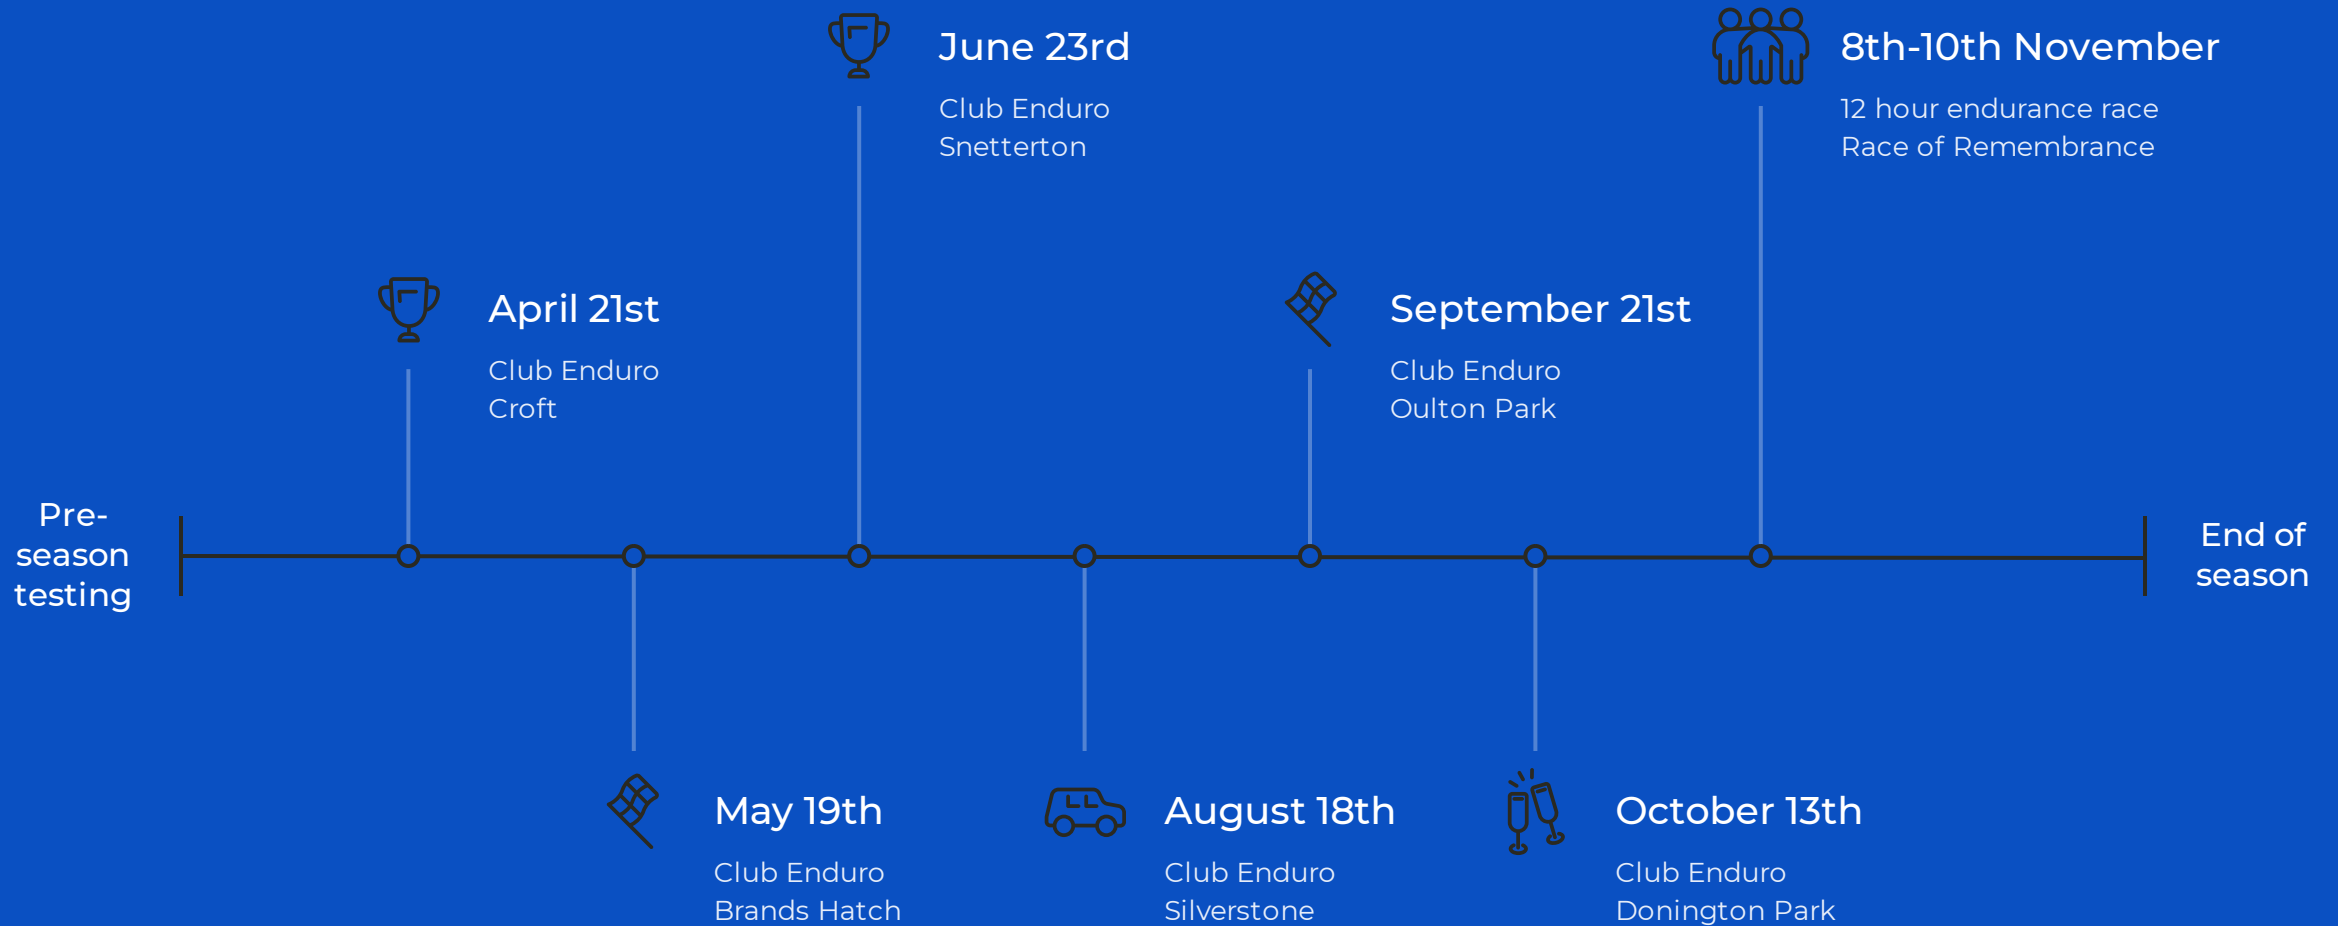 Pre-
season
testing
April 21st
Club Enduro
Croft
May 19th
Club Enduro
Brands Hatch
June 23rd
Club Enduro
Snetterton
August 18th
Club Enduro
Silverstone
September 21st
Club Enduro
Oulton Park
October 13th
Club Enduro
Donington Park
8th-10th November
12 hour endurance race
Race of Remembrance
End of
season